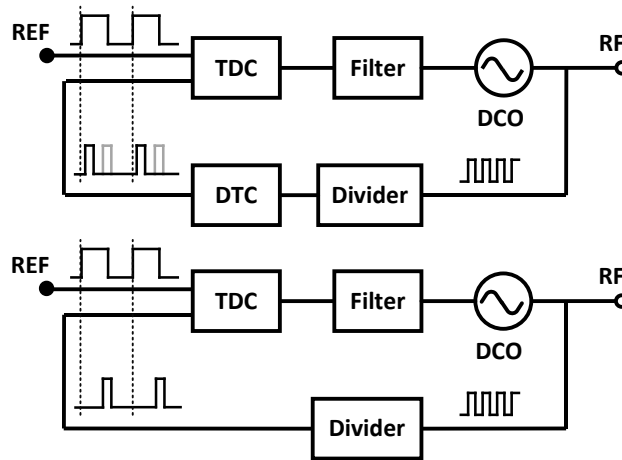 REF
TDC
Filter
DCO
RF
DTC
Divider
REF
TDC
Filter
DCO
RF
Divider